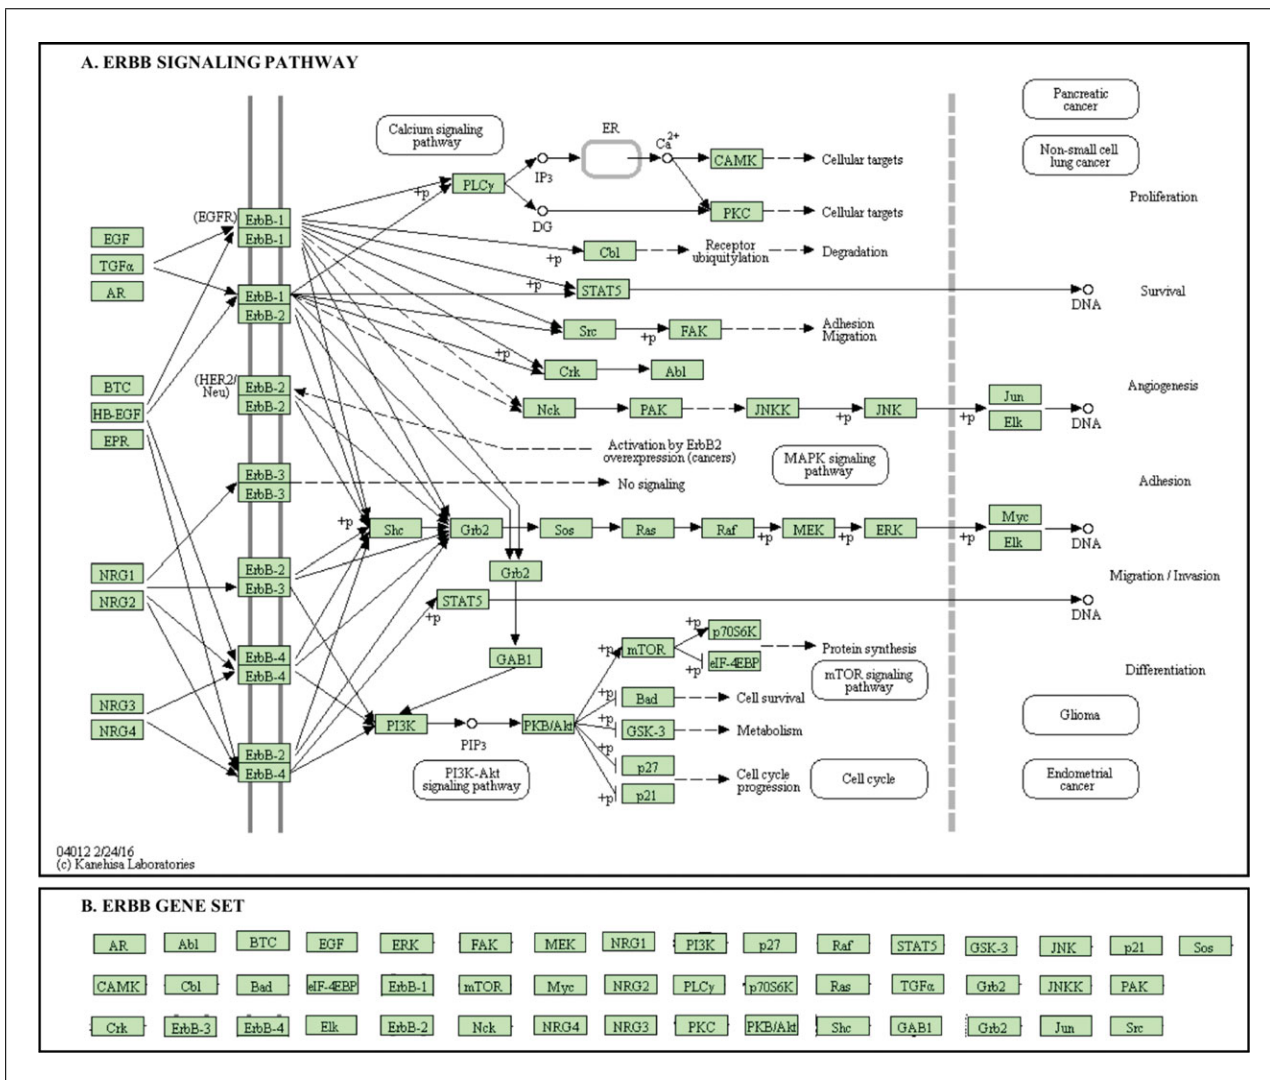 A. ERBB SIGNALING PATHWAY
Pancreatic
cancer
Calcium signaling
pathway
ER
Ca2+
Non-small cell
lung cancer
IP3
CAMK
Cellular targets
PLCγ
+p
Proliferation
DG
PKC
Cellular targets
(EGFR)
ErbB-1
ErbB-1
EGF
TGFα
AR
+p
Cbl
Receptor
ubiquitylation
Degradation
ErbB-1
ErbB-2
+p
STAT5
DNA
Survival
Src
+p
FAK
Adhesion
Migration
+p
Crk
Abl
BTC
HB-EGF
EPR
(HER2/
Neu)
ErbB-2
ErbB-2
Nck
PAK
JNKK
+p
JNK
+p
Jun
Elk
DNA
Angiogenesis
Activation by ErbB2
overexpression (cancers)
MAPK signaling
pathway
ErbB-3
ErbB-3
No signaling
Adhesion
+p
Shc
Grb2
Sos
Ras
Raf
+p
MEK
+p
ERK
+p
Myc
Elk
DNA
NRG1
NRG2
ErbB-2
ErbB-3
Grb2
Migration / Invasion
STAT5
+p
DNA
ErbB-4
ErbB-4
GAB1
+p
mTOR
+p
p70S6K
+p
eIF-4EBP
Protein synthesis
mTOR signaling
pathway
Differentiation
NRG3
NRG4
PI3K
PIP3
PKB/Akt
+p
Bad
Cell survival
+p
GSK-3
Metabolism
Glioma
ErbB-2
ErbB-4
PI3K-Akt
signaling pathway
+p
p27
+p
p21
Cell cycle
progression
Cell cycle
Endometrial
cancer
04012 2/24/16
(c) Kanehisa Laboratories
B. ERBB GENE SET
AR Abl BTC EGF ERK FAK MEK NRG1 PI3K p27 Raf STAT5 GSK-3 JNK p21 Sos
CAMK Cbl Bad eIF-4EBP ErbB-1 mTOR Myc NRG2 PLCγ p70S6K Ras TGFα Grb2 JNKK PAK
Crk ErbB-3 ErbB-4 Elk ErbB-2 Nck NRG4 NRG3 PKC PKB/Akt Shc GAB1 Grb2 Jun Src